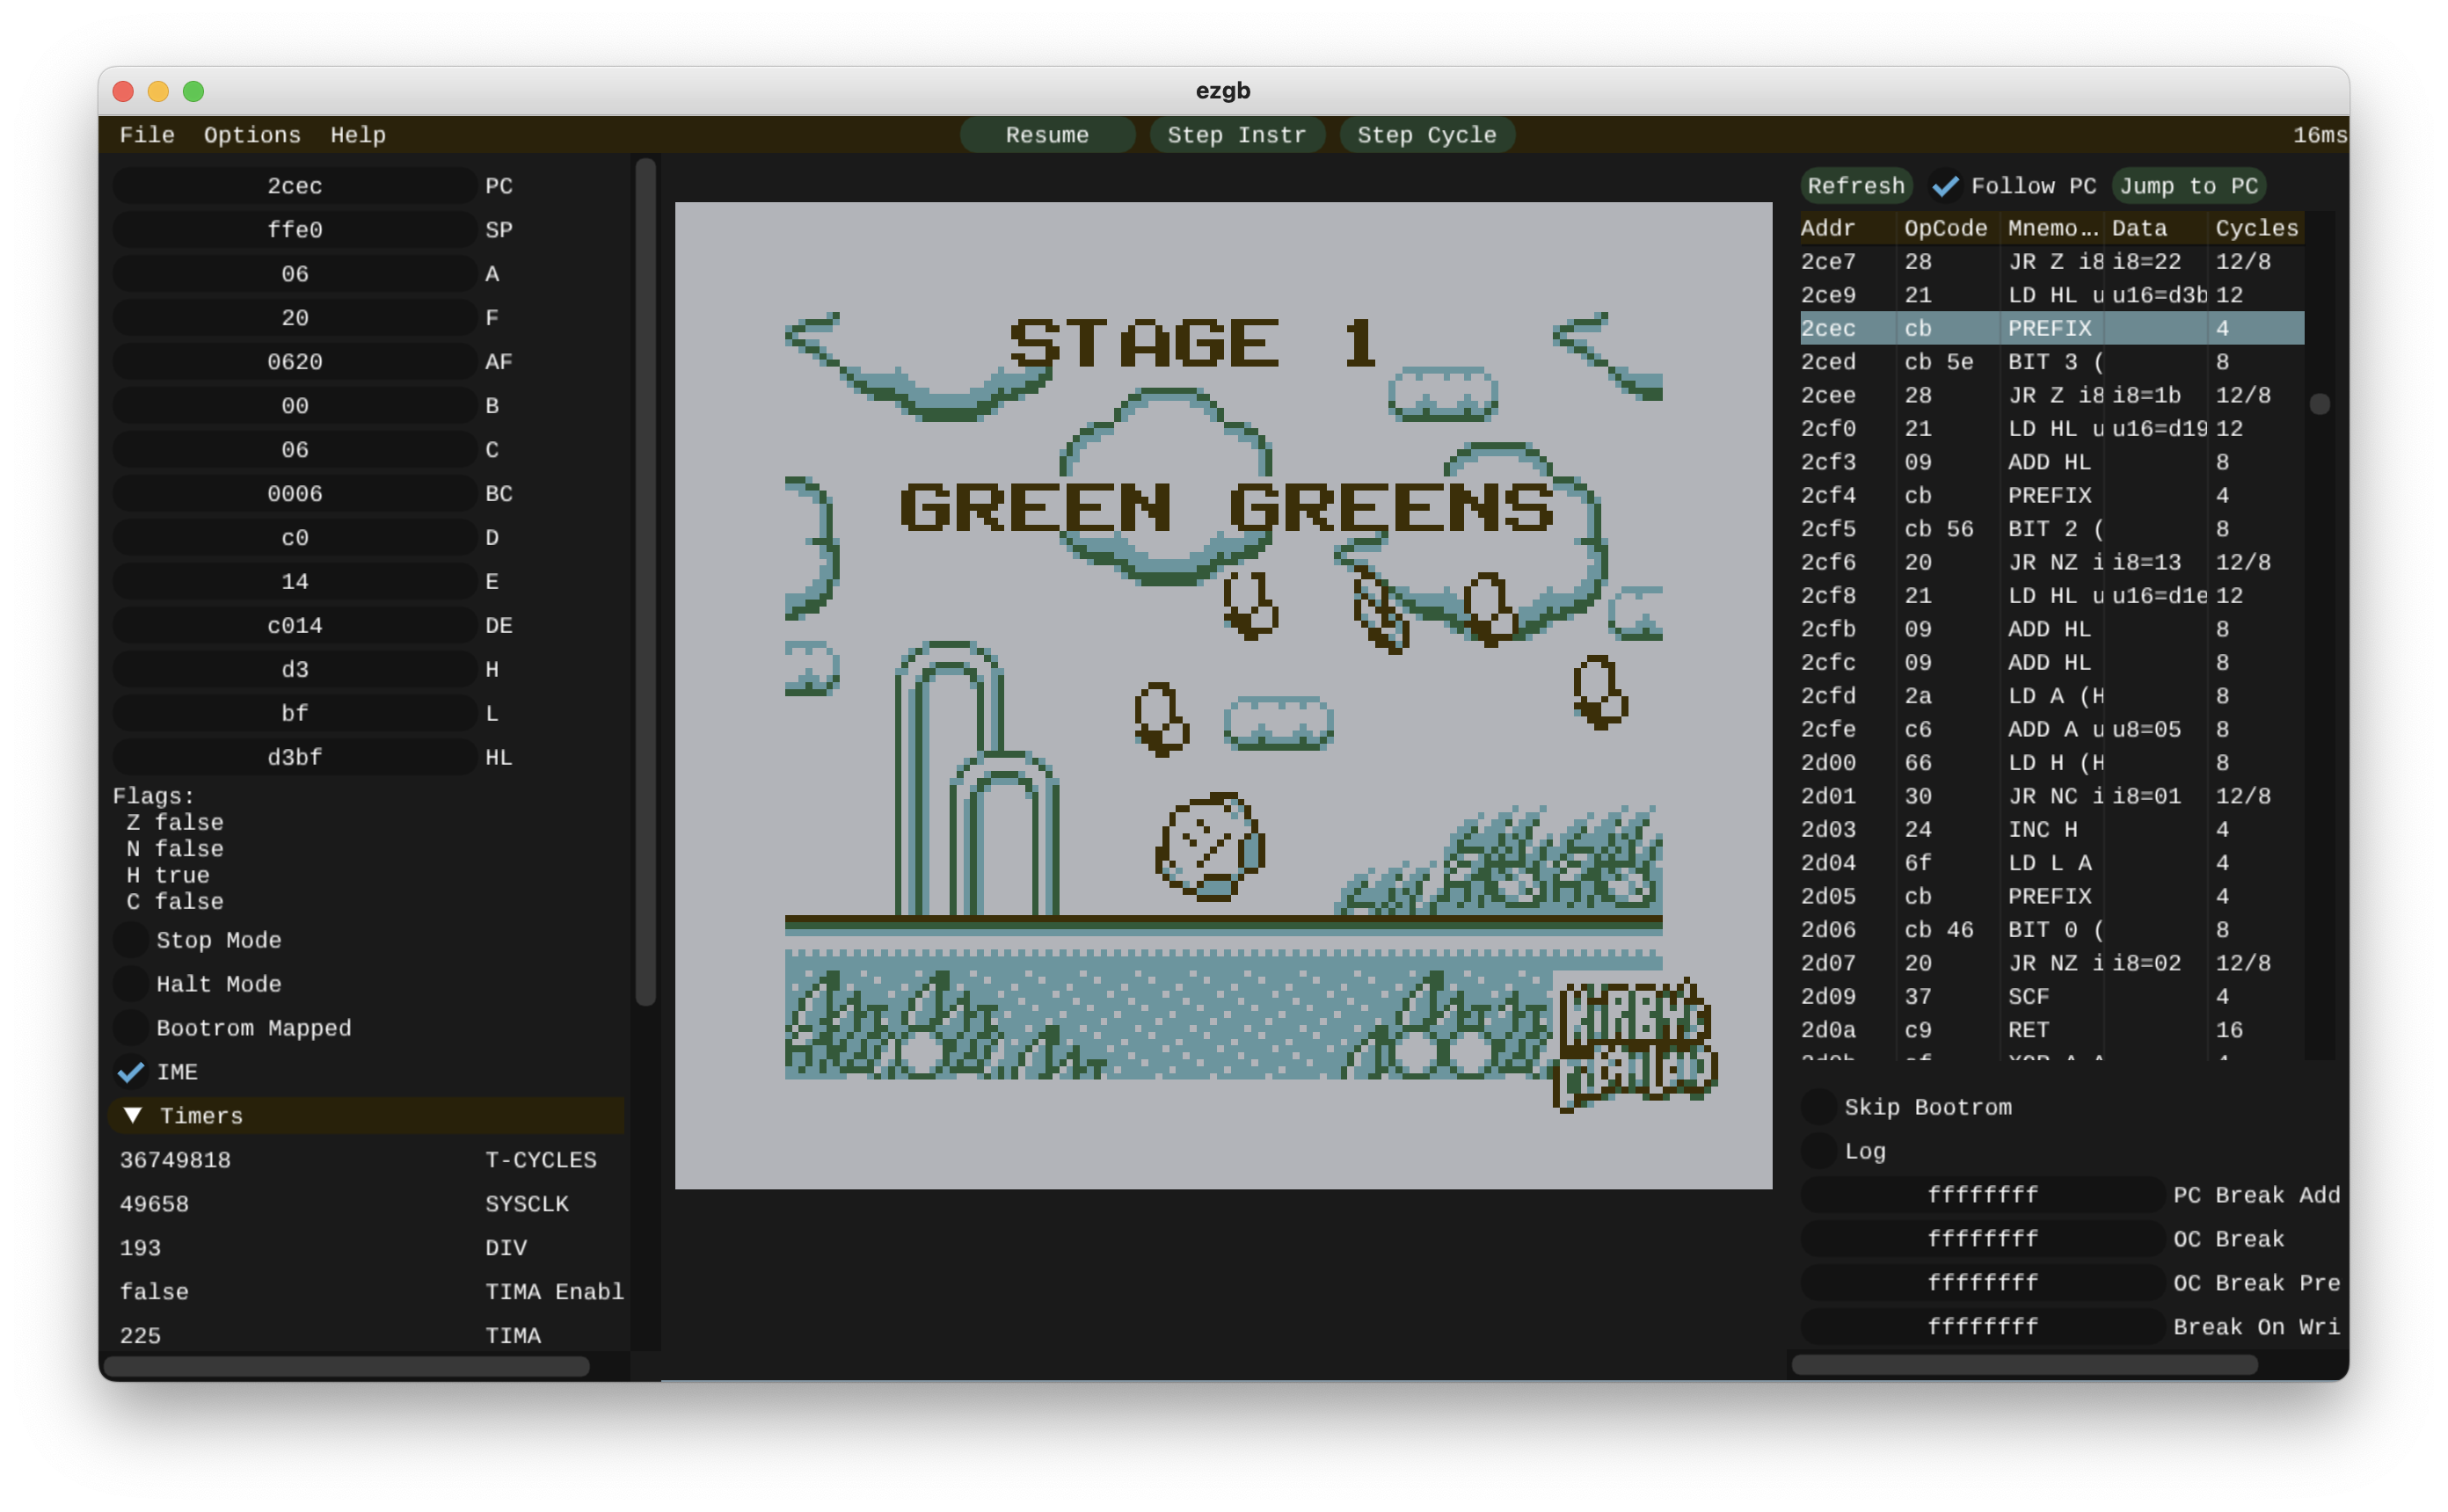 ezgb
File Options Help Resume Step Instr Step Cycle 16ms
2cec PC
ffe0 SP
06 A
20 F
0620 AF
00 B
06 C
0006 BC
c0 D
14 E
c014 DE
d3 H
bf L
d3bf HL
Flags:
Z false
N false
H true
C false
Stop Mode
Halt Mode
Bootrom Mapped
IME
Timers
36749818 T-CYCLES
49658 SYSCLK
193 DIV
false TIMA Enabl
225 TIMA
STAGE 1
GREEN GREENS
Refresh Follow PC Jump to PC
Addr OpCode Mnemo… Data Cycles
2ce7 28 JR Z i8 i8=22 12/8
2ce9 21 LD HL u u16=d3b 12
2cec cb PREFIX 4
2ced cb 5e BIT 3 ( 8
2cee 28 JR Z i8 i8=1b 12/8
2cf0 21 LD HL u u16=d19 12
2cf3 09 ADD HL 8
2cf4 cb PREFIX 4
2cf5 cb 56 BIT 2 ( 8
2cf6 20 JR NZ i i8=13 12/8
2cf8 21 LD HL u u16=d1e 12
2cfb 09 ADD HL 8
2cfc 09 ADD HL 8
2cfd 2a LD A (H 8
2cfe c6 ADD A u u8=05 8
2d00 66 LD H (H 8
2d01 30 JR NC i i8=01 12/8
2d03 24 INC H 4
2d04 6f LD L A 4
2d05 cb PREFIX 4
2d06 cb 46 BIT 0 ( 8
2d07 20 JR NZ i i8=02 12/8
2d09 37 SCF 4
2d0a c9 RET 16
Skip Bootrom
Log
ffffffff PC Break Add
ffffffff OC Break
ffffffff OC Break Pre
ffffffff Break On Wri